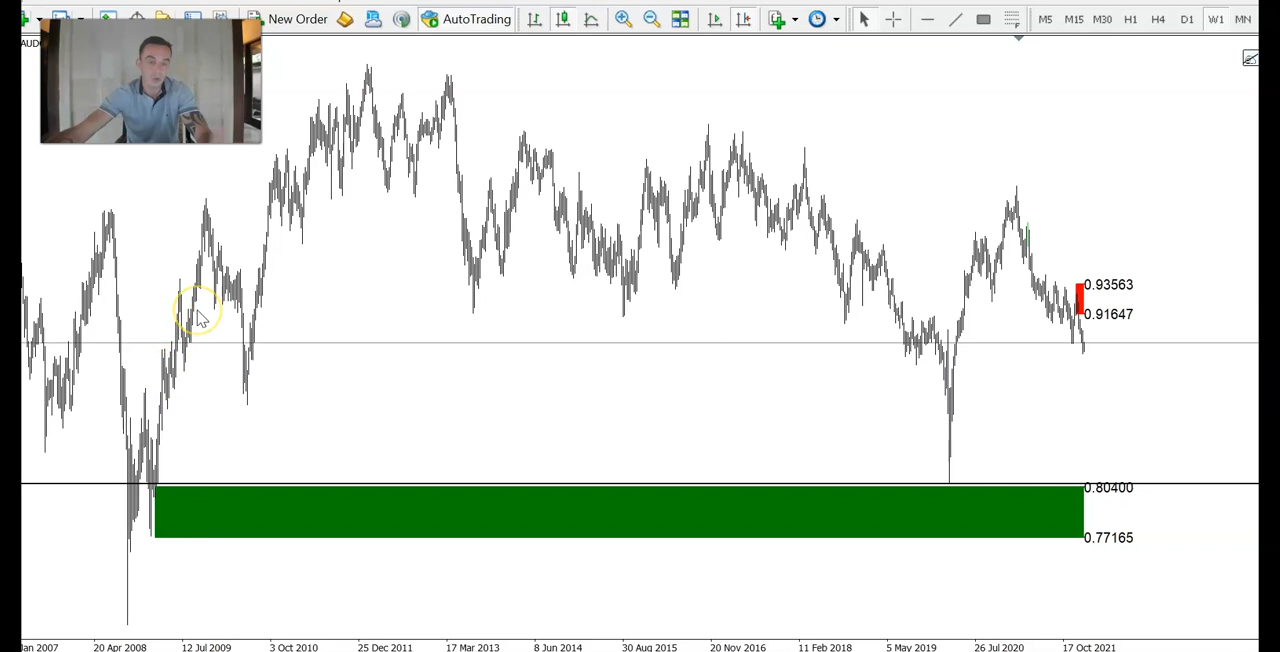 New Order AutoTrading M5 M15 M30 H1 H4 D1 W1 MN
AUD
0.93563
0.91647
0.80400
0.77165
an 2007 20 Apr 2008 12 Jul 2009 3 Oct 2010 25 Dec 2011 17 Mar 2013 8 Jun 2014 30 Aug 2015 20 Nov 2016 11 Feb 2018 5 May 2019 26 Jul 2020 17 Oct 2021